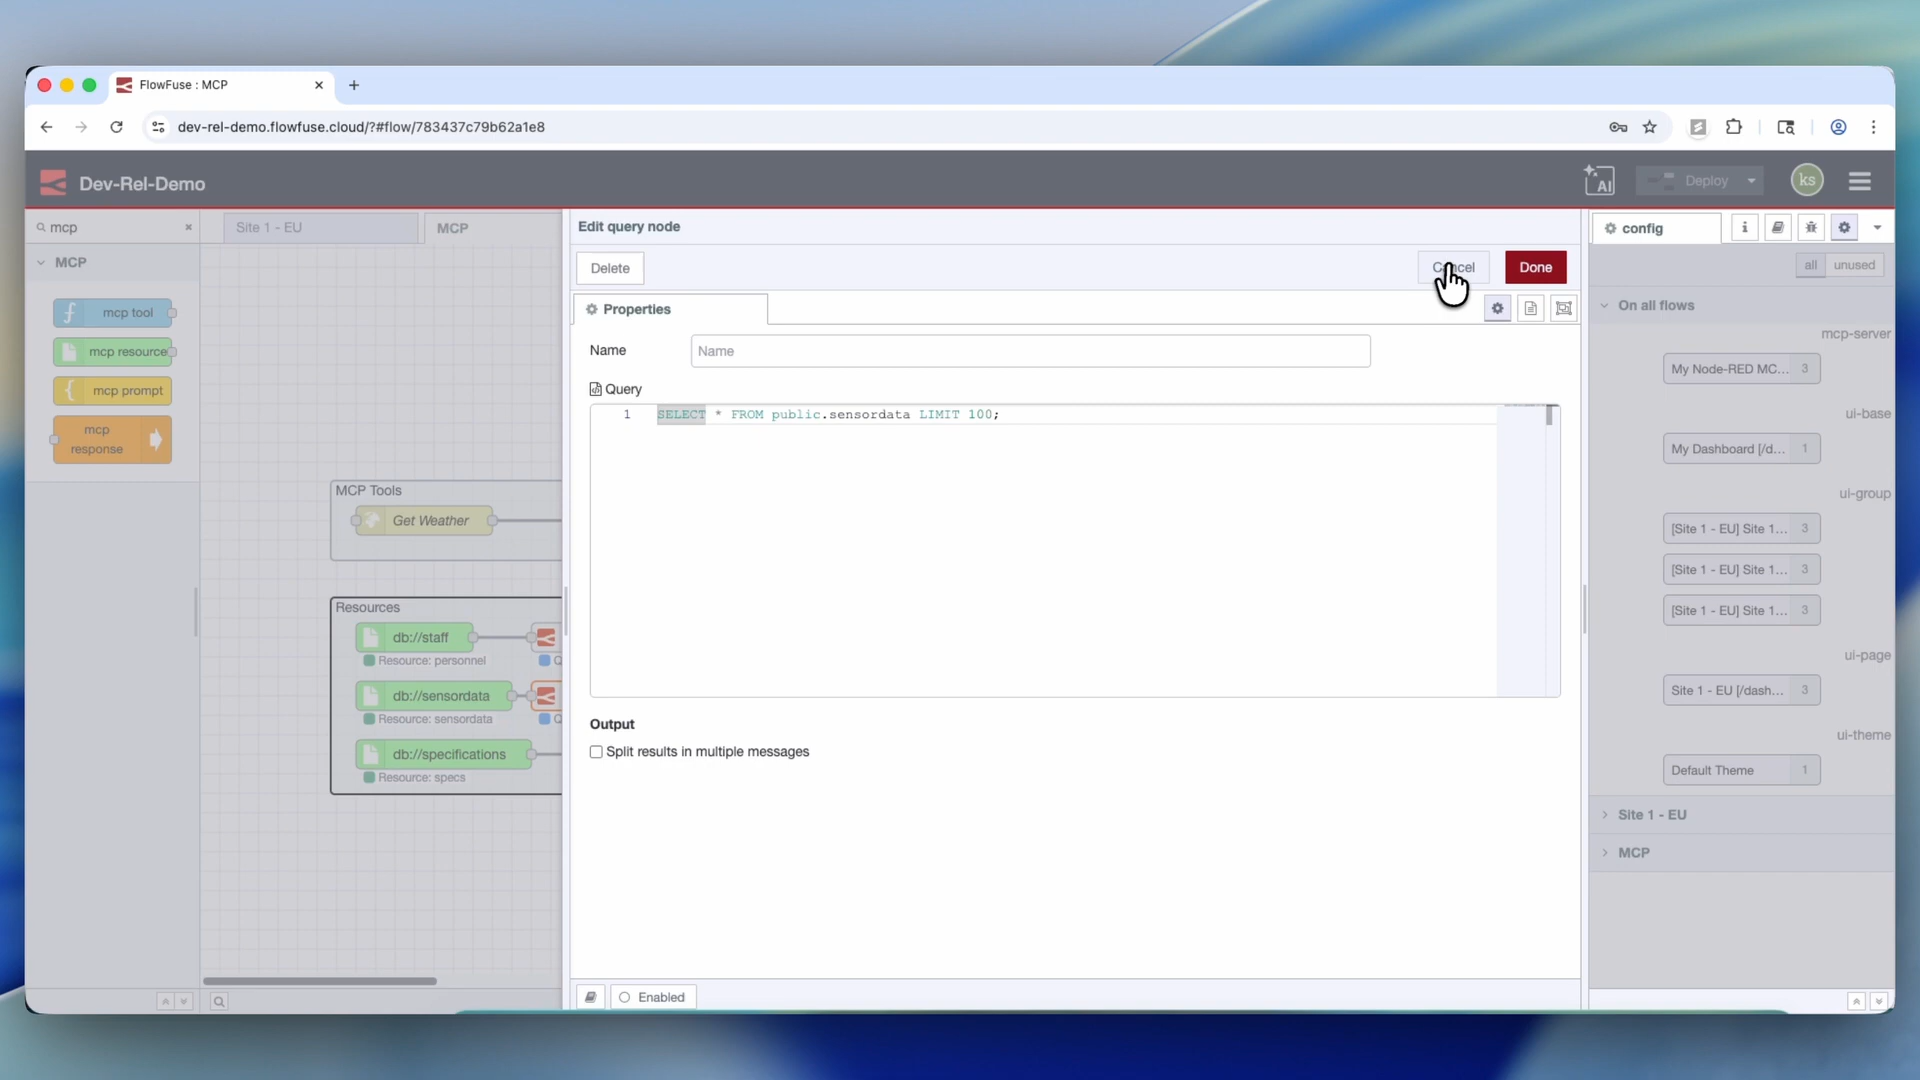 FlowFuse : MCP
dev-rel-demo.flowfuse.cloud/?#flow/783437c79b62a1e8
Dev-Rel-Demo
AI
Deploy
ks
mcp
Site 1 - EU
MCP
Edit query node
config
MCP
Delete
Cancel
Done
all
unused
mcp tool
mcp resource
mcp prompt
mcp
response
Properties
On all flows
mcp-server
Name
Name
My Node-RED MC... 3
Query
1
SELECT * FROM public.sensordata LIMIT 100;
ui-base
My Dashboard [/d... 1
ui-group
MCP Tools
Get Weather
[Site 1 - EU] Site 1... 3
[Site 1 - EU] Site 1... 3
[Site 1 - EU] Site 1... 3
Resources
db://staff
Resource: personnel
Q
ui-page
db://sensordata
Resource: sensordata
Q
Site 1 - EU [/dash... 3
Output
ui-theme
db://specifications
Resource: specs
Split results in multiple messages
Default Theme 1
Site 1 - EU
MCP
Enabled